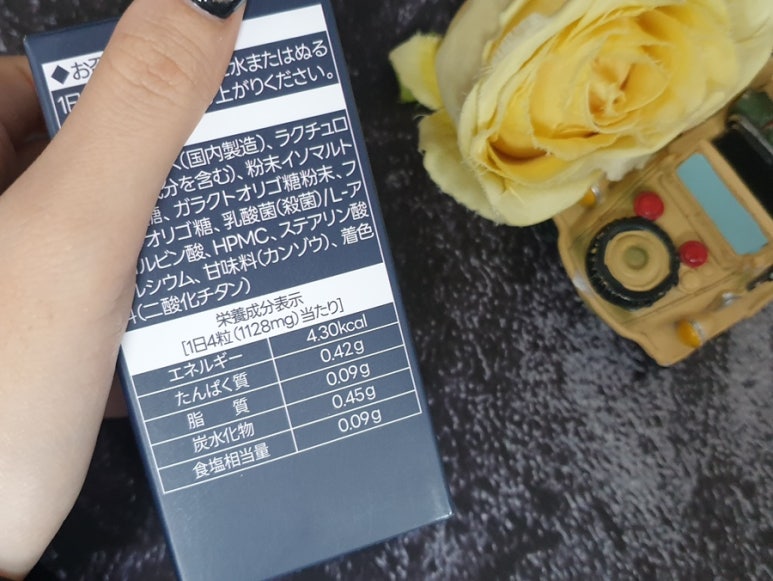 ◆お
水またはぬる
1日
上がりください。
(国内製造)、ラクチュロ
分を含む)、粉末イソマルト
糖、ガラクトオリゴ糖粉末、フ
オリゴ糖、乳酸菌(殺菌)/L-ア
ルビン酸、HPMC、ステアリン酸
ルシウム、甘味料(カンゾウ)、着色
(二酸化チタン)
栄養成分表示
[1日4粒(1128mg)当たり]
エネルギー 4.30kcal
たんぱく質 0.42g
脂 質 0.09g
炭水化物 0.45g
食塩相当量 0.09g